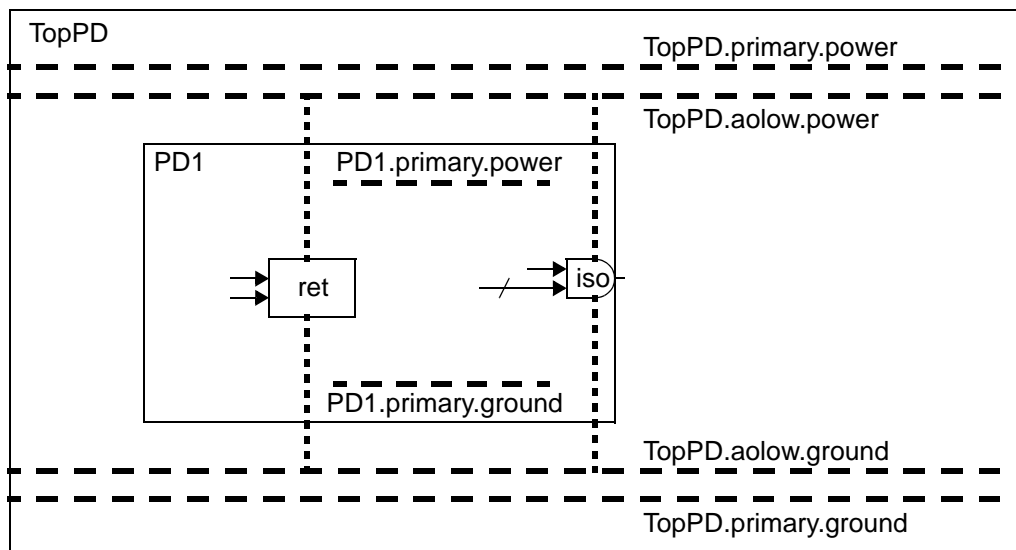 TopPD
TopPD.primary.power
TopPD.aolow.power
PD1
PD1.primary.power
ret
iso
PD1.primary.ground
TopPD.aolow.ground
TopPD.primary.ground